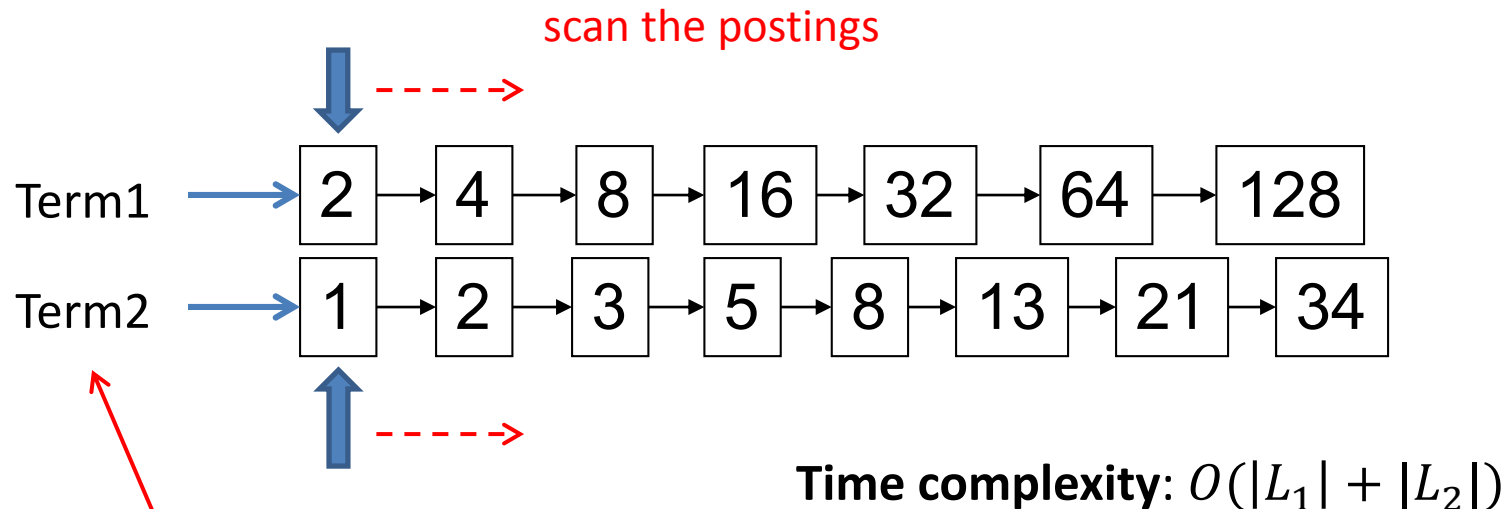 scan the postings
Term1 2 4 8 16 32 64 128
Term2 1 2 3 5 8 13 21 34
Time complexity: O(|L₁| + |L₂|)